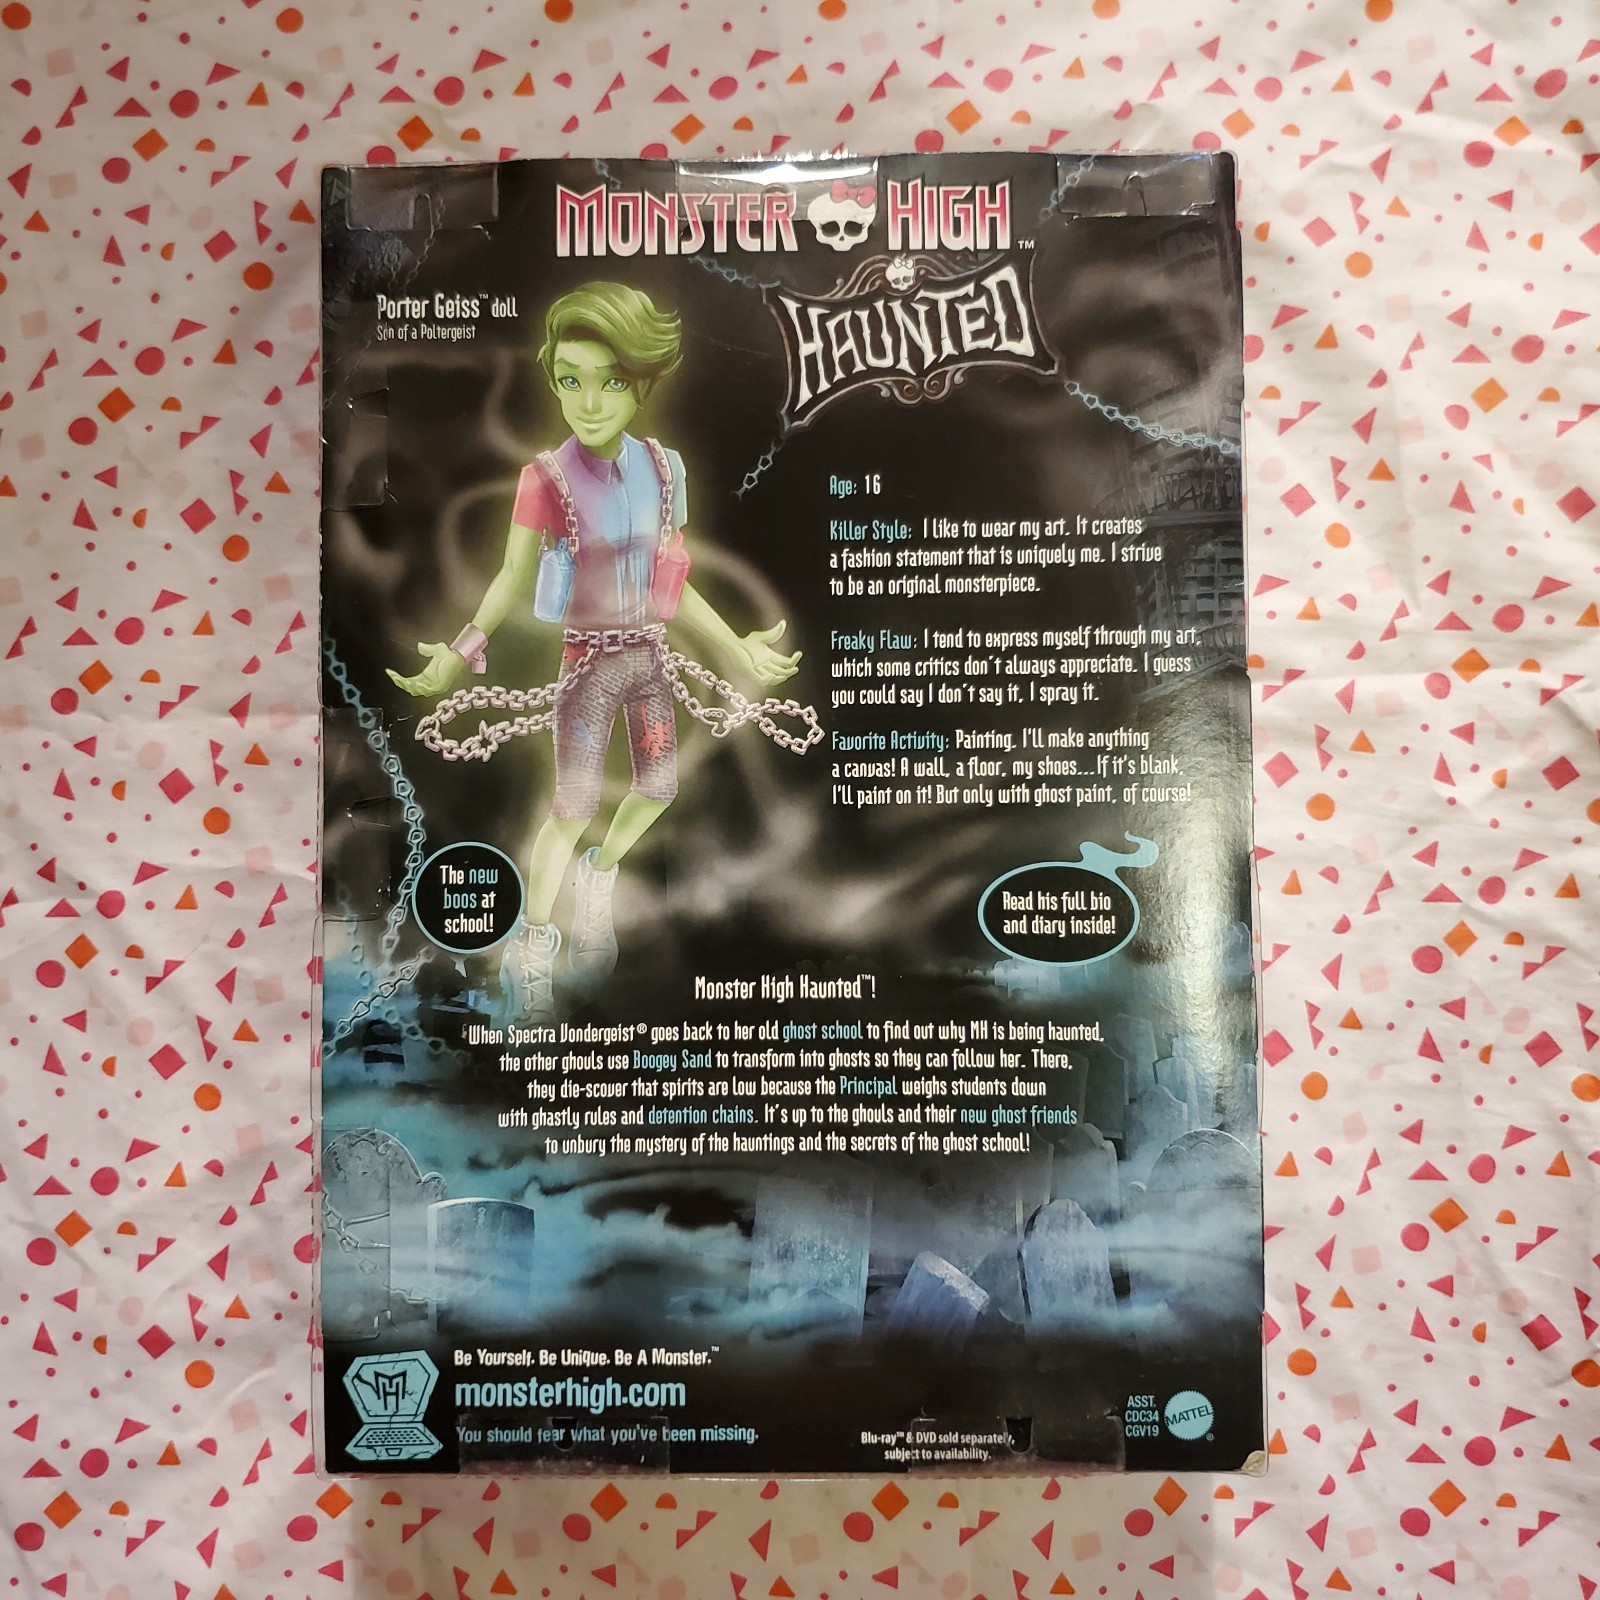 MONSTER HIGH™
HAUNTED
Porter Geiss™ doll
Son of a Poltergeist
Age: 16
Killer Style: I like to wear my art. It creates
a fashion statement that is uniquely me. I strive
to be an original monsterpiece.
Freaky Flaw: I tend to express myself through my art,
which some critics don't always appreciate. I guess
you could say I don't say it, I spray it.
Favorite Activity: Painting. I'll make anything
a canvas! A wall, a floor, my shoes...If it's blank,
I'll paint on it! But only with ghost paint, of course!
The new
boos at
school!
Read his full bio
and diary inside!
Monster High Haunted™!
When Spectra Vondergeist® goes back to her old ghost school to find out why MH is being haunted,
the other ghouls use Boogey Sand to transform into ghosts so they can follow her. There,
they die-scover that spirits are low because the Principal weighs students down
with ghastly rules and detention chains. It's up to the ghouls and their new ghost friends
to unbury the mystery of the hauntings and the secrets of the ghost school!
MH
Be Yourself. Be Unique. Be A Monster.™
monsterhigh.com
You should fear what you've been missing.
Blu-ray™ & DVD sold separately,
subject to availability.
ASST.
CDC34
CGV19
MATTEL®